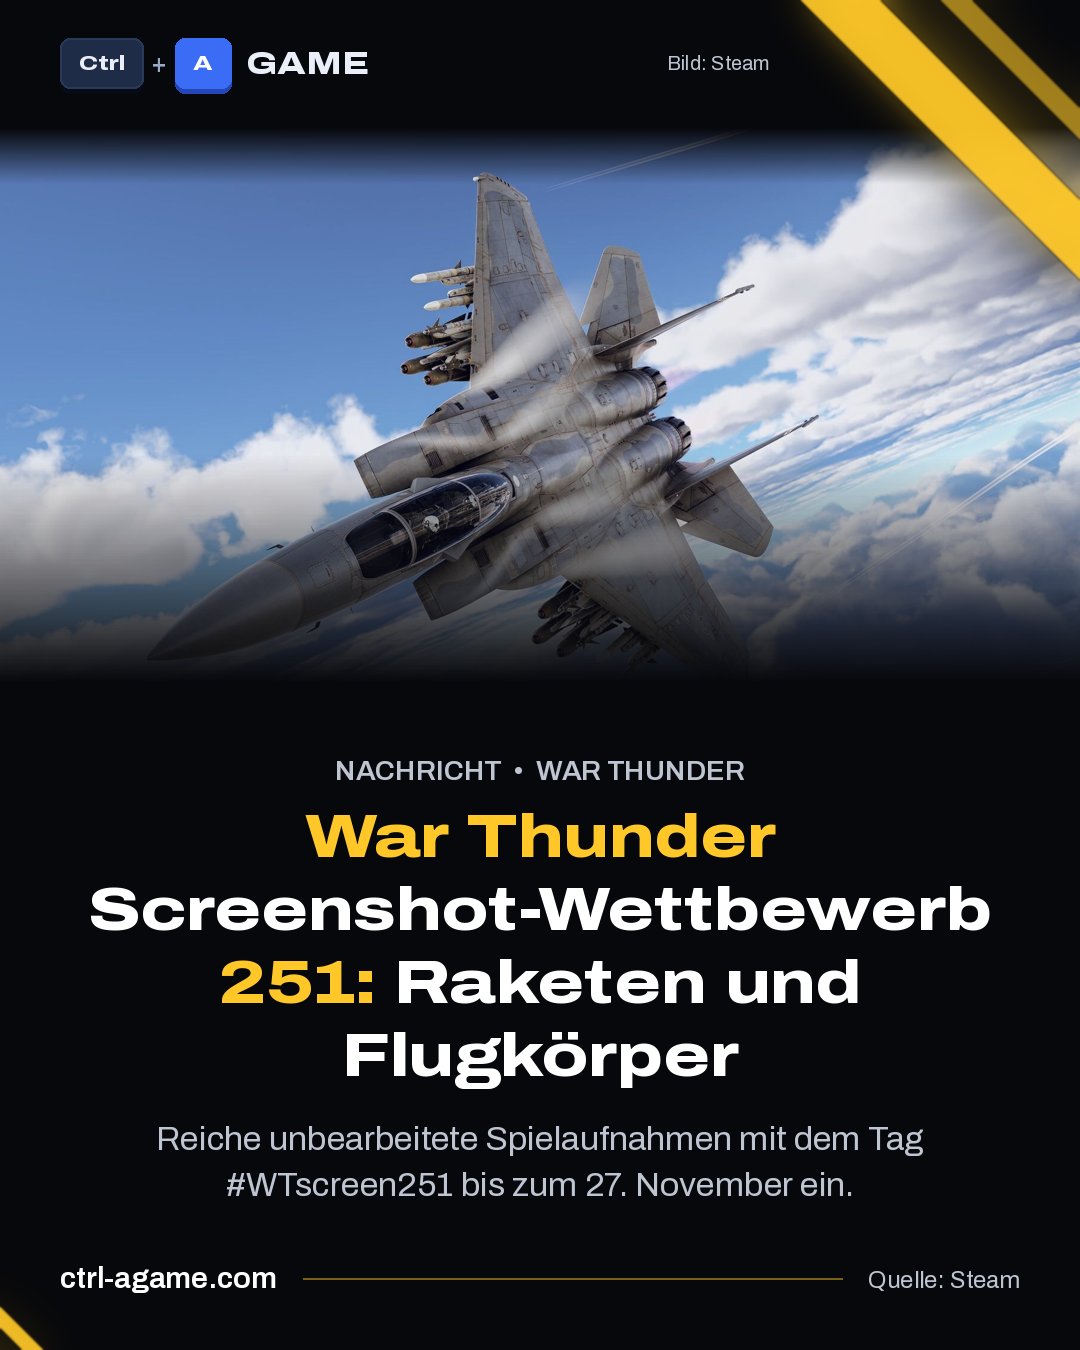 Ctrl + A GAME
Bild: Steam
NACHRICHT • WAR THUNDER
War Thunder
Screenshot-Wettbewerb
251: Raketen und
Flugkörper
Reiche unbearbeitete Spielaufnahmen mit dem Tag
#WTscreen251 bis zum 27. November ein.
ctrl-agame.com
Quelle: Steam